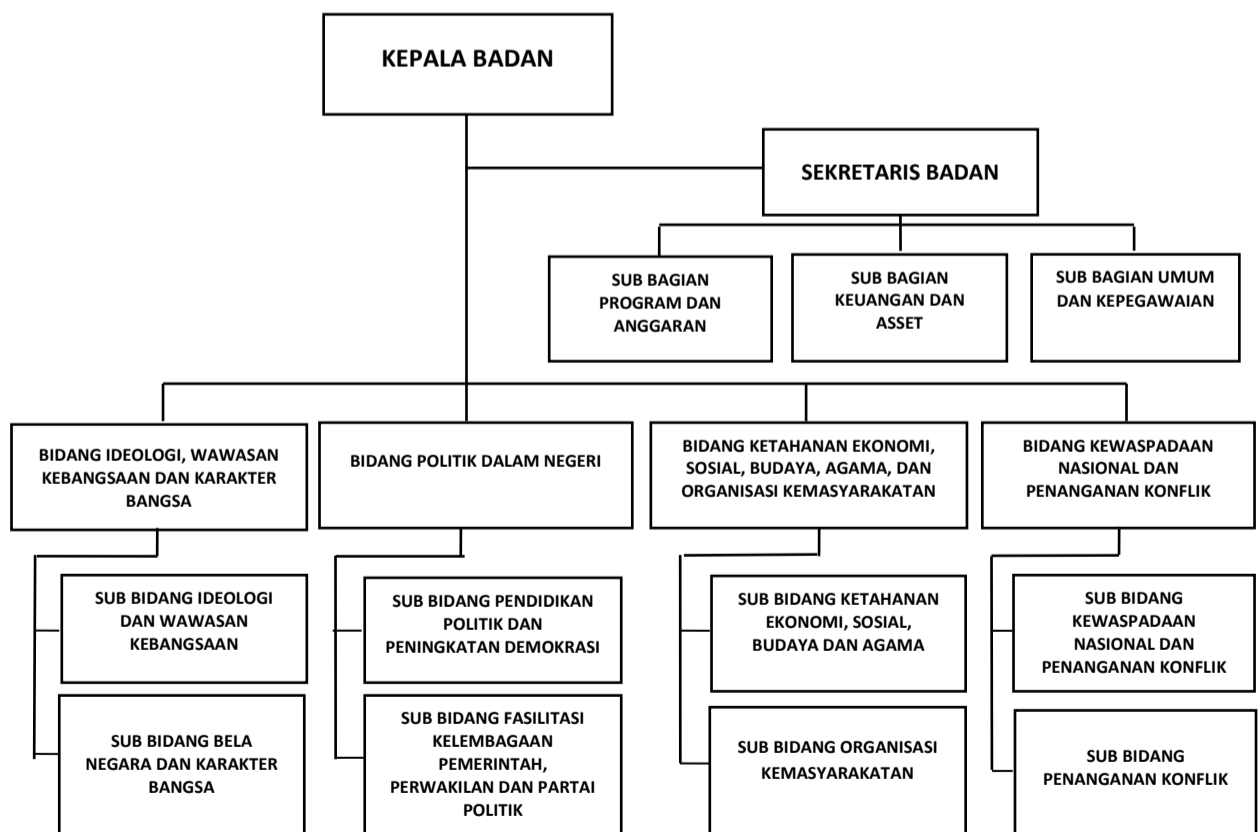 KEPALA BADAN
SEKRETARIS BADAN
SUB BAGIAN
PROGRAM DAN
ANGGARAN
SUB BAGIAN
KEUANGAN DAN
ASSET
SUB BAGIAN UMUM
DAN KEPEGAWAIAN
BIDANG IDEOLOGI, WAWASAN
KEBANGSAAN DAN KARAKTER
BANGSA
BIDANG POLITIK DALAM NEGERI
BIDANG KETAHANAN EKONOMI,
SOSIAL, BUDAYA, AGAMA, DAN
ORGANISASI KEMASYARAKATAN
BIDANG KEWASPADAAN
NASIONAL DAN
PENANGANAN KONFLIK
SUB BIDANG IDEOLOGI
DAN WAWASAN
KEBANGSAAN
SUB BIDANG PENDIDIKAN
POLITIK DAN
PENINGKATAN DEMOKRASI
SUB BIDANG KETAHANAN
EKONOMI, SOSIAL,
BUDAYA DAN AGAMA
SUB BIDANG
KEWASPADAAN
NASIONAL DAN
PENANGANAN KONFLIK
SUB BIDANG BELA
NEGARA DAN KARAKTER
BANGSA
SUB BIDANG FASILITASI
KELEMBAGAAN
PEMERINTAH,
PERWAKILAN DAN PARTAI
POLITIK
SUB BIDANG ORGANISASI
KEMASYARAKATAN
SUB BIDANG
PENANGANAN KONFLIK